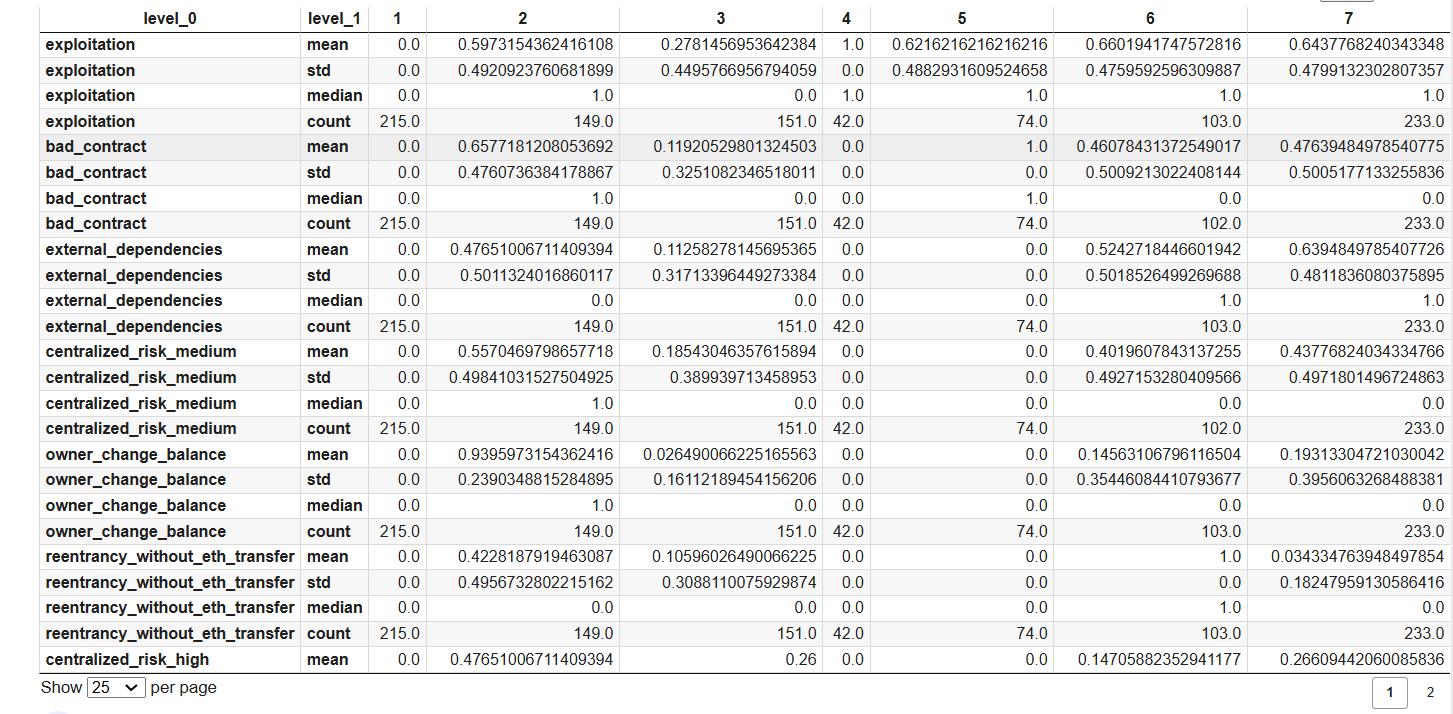 level_0 level_1 1 2 3 4 5 6 7
exploitation mean 0.0 0.5973154362416108 0.2781456953642384 1.0 0.6216216216216216 0.6601941747572816 0.6437768240343348
exploitation std 0.0 0.4920923760681899 0.4495766956794059 0.0 0.4882931609524658 0.4759592596309887 0.4799132302807357
exploitation median 0.0 1.0 0.0 1.0 1.0 1.0 1.0
exploitation count 215.0 149.0 151.0 42.0 74.0 103.0 233.0
bad_contract mean 0.0 0.6577181208053692 0.11920529801324503 0.0 1.0 0.46078431372549017 0.47639484978540775
bad_contract std 0.0 0.4760736384178867 0.3251082346518011 0.0 0.0 0.5009213022408144 0.5005177133255836
bad_contract median 0.0 1.0 0.0 0.0 1.0 0.0 0.0
bad_contract count 215.0 149.0 151.0 42.0 74.0 102.0 233.0
external_dependencies mean 0.0 0.47651006711409394 0.11258278145695365 0.0 0.0 0.5242718446601942 0.6394849785407726
external_dependencies std 0.0 0.5011324016860117 0.31713396449273384 0.0 0.0 0.5018526499269688 0.4811836080375895
external_dependencies median 0.0 0.0 0.0 0.0 0.0 1.0 1.0
external_dependencies count 215.0 149.0 151.0 42.0 74.0 103.0 233.0
centralized_risk_medium mean 0.0 0.5570469798657718 0.18543046357615894 0.0 0.0 0.4019607843137255 0.43776824034334766
centralized_risk_medium std 0.0 0.49841031527504925 0.389939713458953 0.0 0.0 0.4927153280409566 0.4971801496724863
centralized_risk_medium median 0.0 1.0 0.0 0.0 0.0 0.0 0.0
centralized_risk_medium count 215.0 149.0 151.0 42.0 74.0 102.0 233.0
owner_change_balance mean 0.0 0.9395973154362416 0.026490066225165563 0.0 0.0 0.14563106796116504 0.19313304721030042
owner_change_balance std 0.0 0.2390348815284895 0.16112189454156206 0.0 0.0 0.35446084410793677 0.3956063268488381
owner_change_balance median 0.0 1.0 0.0 0.0 0.0 0.0 0.0
owner_change_balance count 215.0 149.0 151.0 42.0 74.0 103.0 233.0
reentrancy_without_eth_transfer mean 0.0 0.4228187919463087 0.10596026490066225 0.0 0.0 1.0 0.034334763948497854
reentrancy_without_eth_transfer std 0.0 0.4956732802215162 0.3088110075929874 0.0 0.0 0.0 0.18247959130586416
reentrancy_without_eth_transfer median 0.0 0.0 0.0 0.0 0.0 1.0 0.0
reentrancy_without_eth_transfer count 215.0 149.0 151.0 42.0 74.0 103.0 233.0
centralized_risk_high mean 0.0 0.47651006711409394 0.26 0.0 0.0 0.14705882352941177 0.26609442060085836
Show 25 per page 1 2